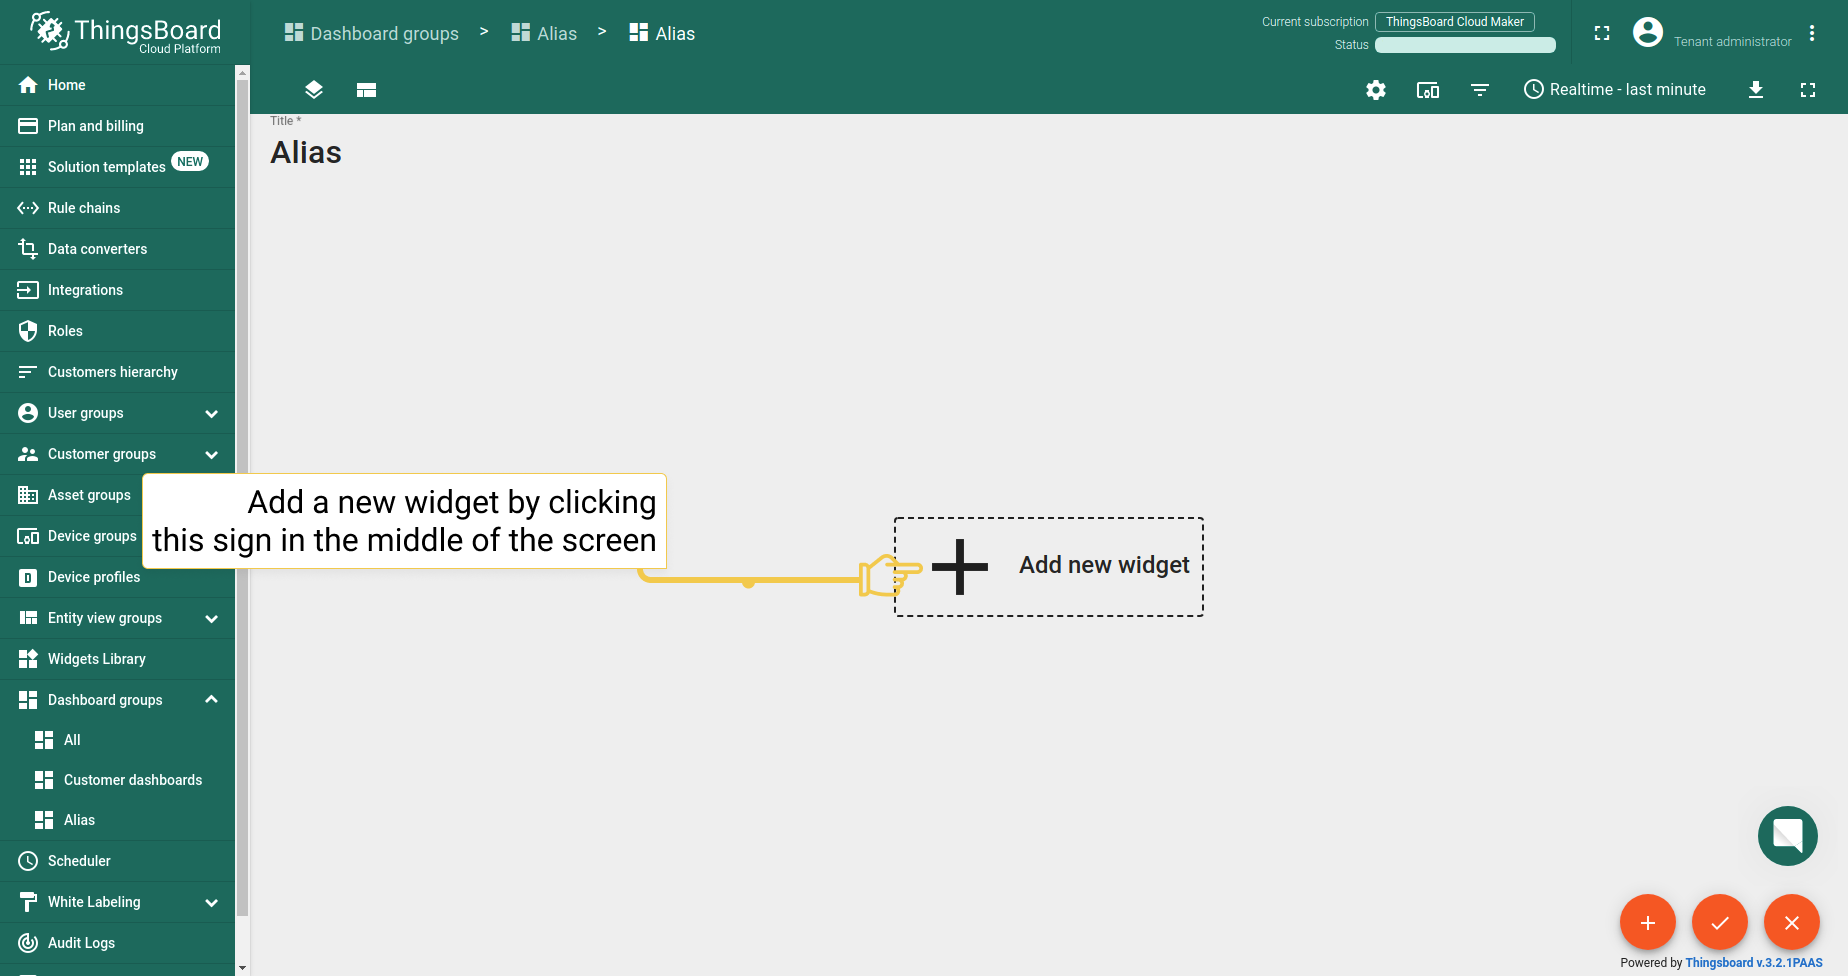 ThingsBoard
Cloud Platform
Dashboard groups > Alias > Alias
Current subscription ThingsBoard Cloud Maker
Status
Tenant administrator
Realtime - last minute
Home
Plan and billing
Solution templates NEW
Rule chains
Data converters
Integrations
Roles
Customers hierarchy
User groups
Customer groups
Asset groups
Device groups
Device profiles
Entity view groups
Widgets Library
Dashboard groups
All
Customer dashboards
Alias
Scheduler
White Labeling
Audit Logs
Title *
Alias
Add a new widget by clicking
this sign in the middle of the screen
Add new widget
Powered by Thingsboard v.3.2.1PAAS